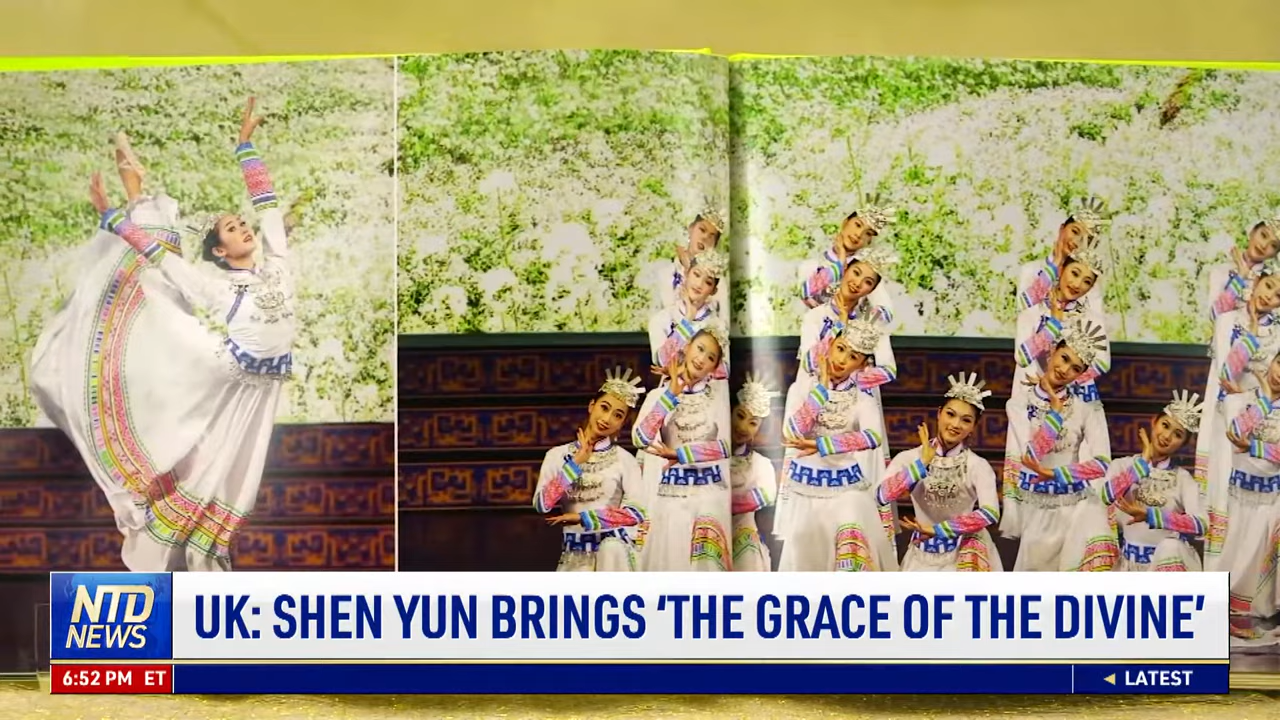 NTD
NEWS
UK: SHEN YUN BRINGS ‘THE GRACE OF THE DIVINE’
6:52 PM ET
LATEST